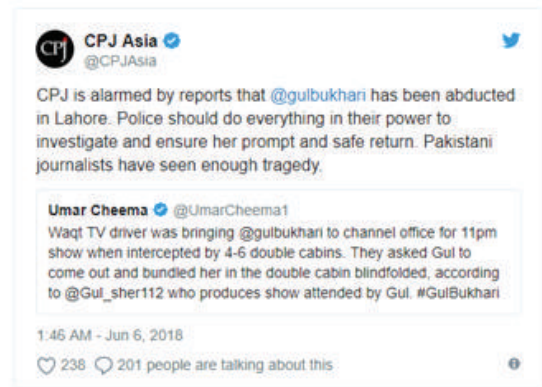 CPJ
CPJ Asia
@CPJAsia
CPJ is alarmed by reports that @gulbukhari has been abducted
in Lahore. Police should do everything in their power to
investigate and ensure her prompt and safe return. Pakistani
journalists have seen enough tragedy.
Umar Cheema @UmarCheema1
Waqt TV driver was bringing @gulbukhari to channel office for 11pm
show when intercepted by 4-6 double cabins. They asked Gul to
come out and bundled her in the double cabin blindfolded, according
to @Gul_sher112 who produces show attended by Gul. #GulBukhari
1:46 AM - Jun 6, 2018
238 201 people are talking about this